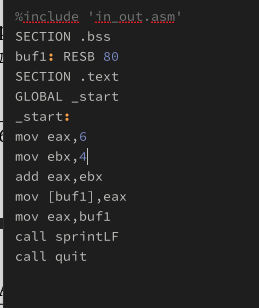 %include 'in_out.asm'
SECTION .bss
buf1: RESB 80
SECTION .text
GLOBAL _start
_start:
mov eax,6
mov ebx,4
add eax,ebx
mov [buf1],eax
mov eax,buf1
call sprintLF
call quit